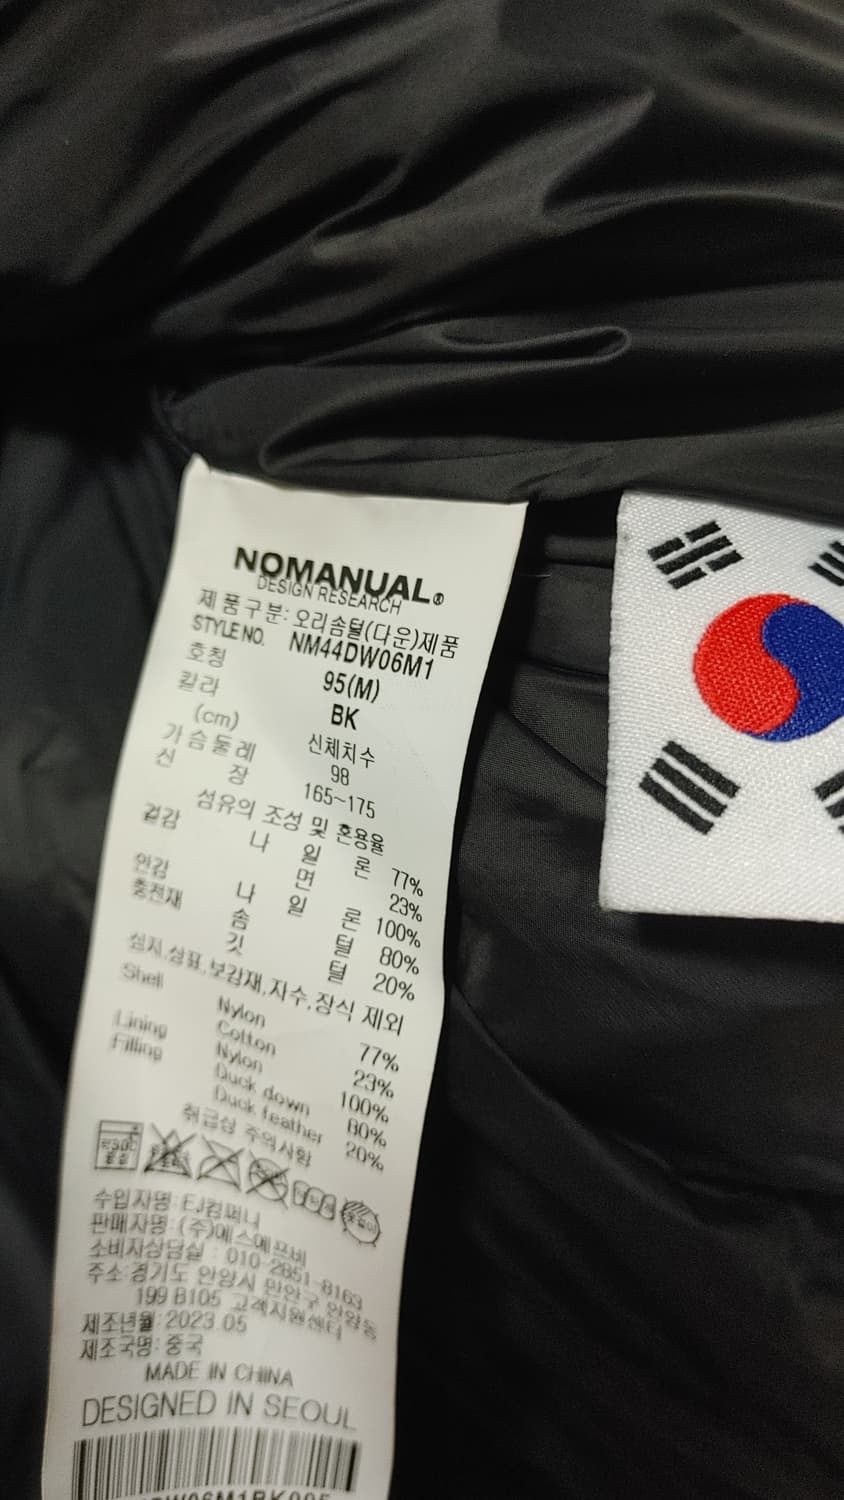 NOMANUAL®
DESIGN RESEARCH
제품구분: 오리솜털(다운)제품
STYLE NO. NM44DW06M1
호칭 95(M)
칼라 BK
(cm) 신체치수
가슴둘레 98
신장 165~175
섬유의 조성 및 혼용율
겉감 나일론 77%
면 23%
안감 나일론 100%
충전재 솜털 80%
깃털 20%
심지,상표,보강재,자수,장식 제외
Shell Nylon 77%
Cotton 23%
Lining Nylon 100%
Filling Duck down 80%
Duck feather 20%
취급상 주의사항
약30℃
중성
수입자명: EJ컴퍼니
판매자명: (주)에스에프비
소비자상담실 : 010-2851-8163
주소:경기도 안양시 만안구 안양동
199 B105 고객지원센터
제조년월:2023.05
제조국명:중국
MADE IN CHINA
DESIGNED IN SEOUL